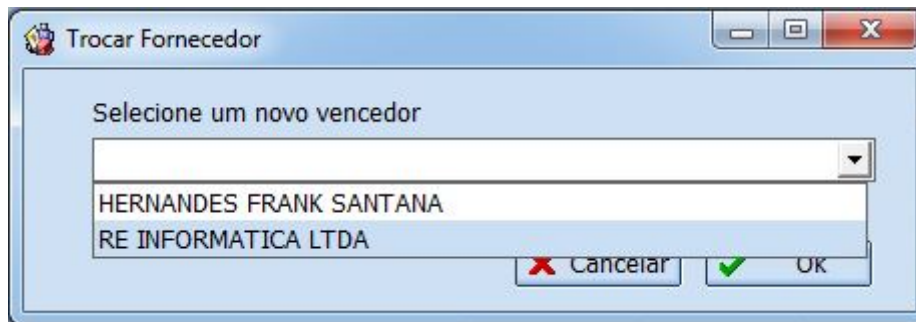 Trocar Fornecedor
Selecione um novo vencedor
HERNANDES FRANK SANTANA
RE INFORMATICA LTDA
Cancelar
Ok